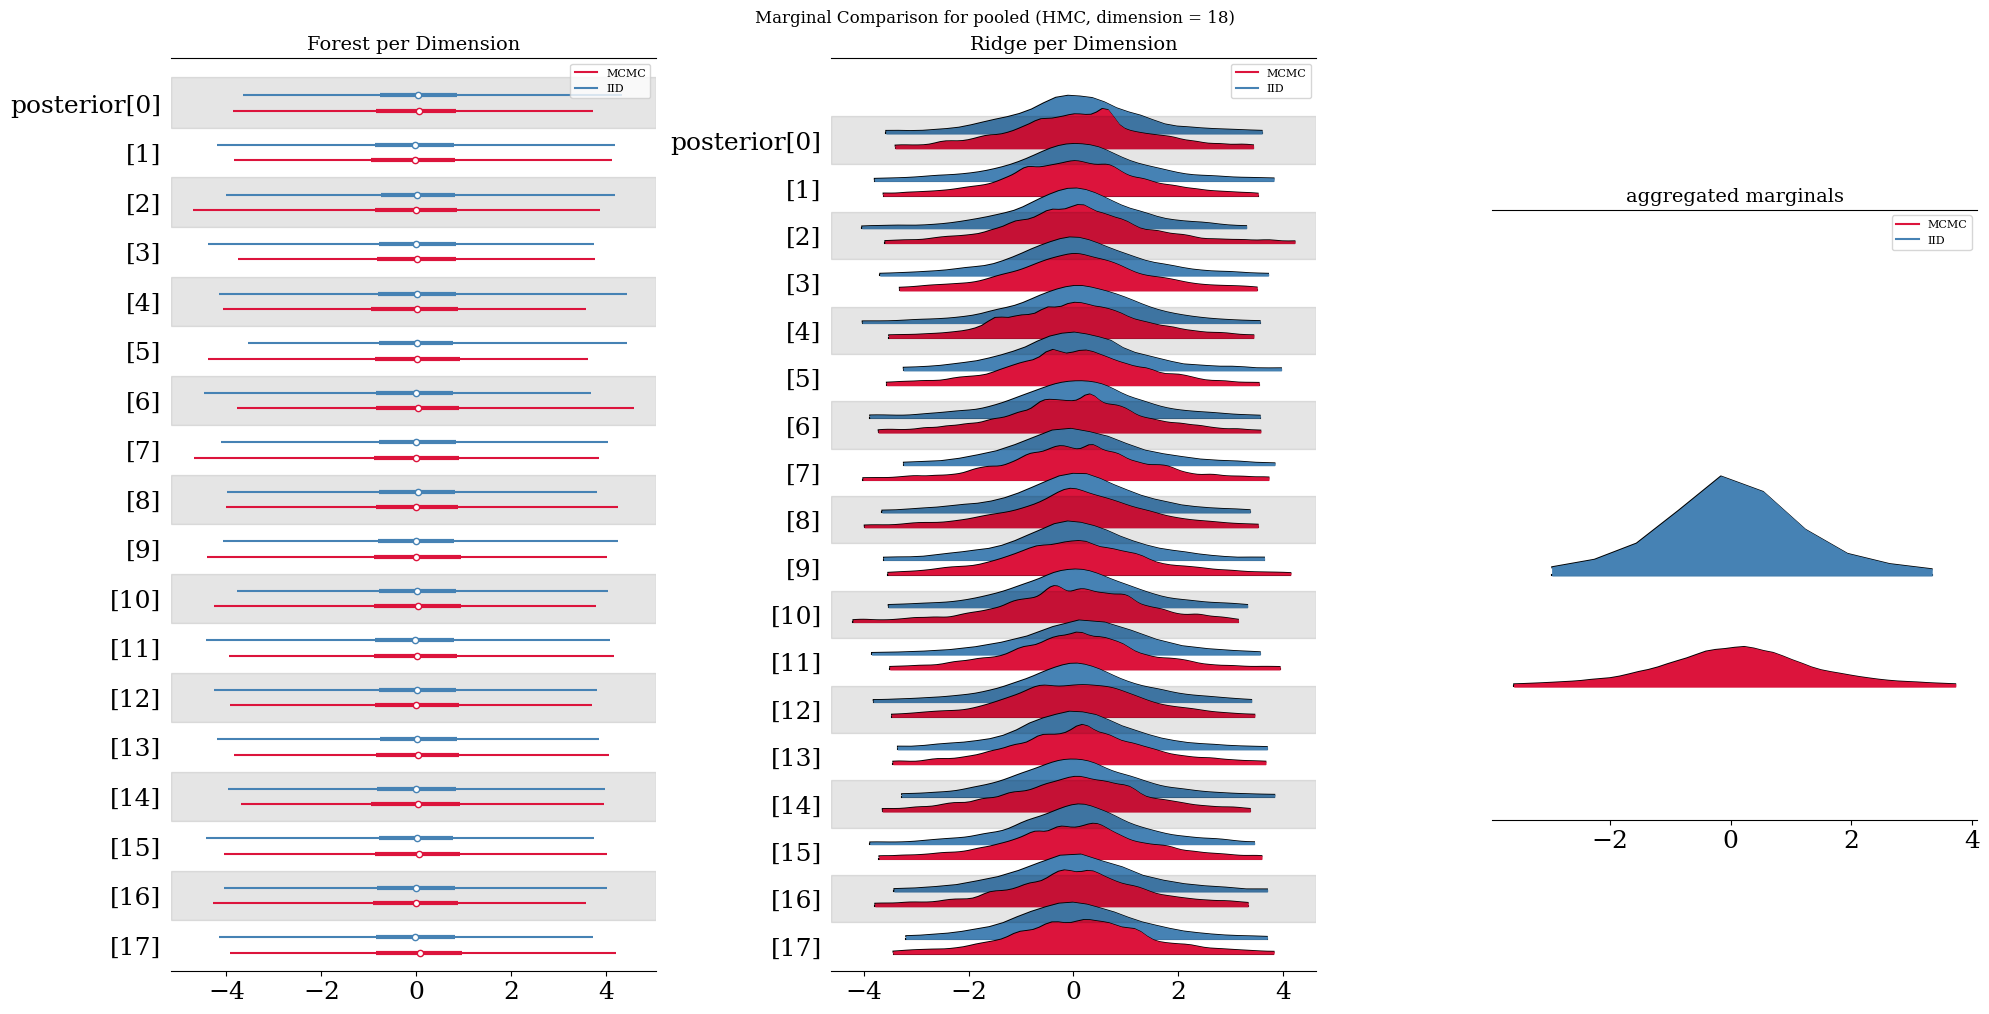 Marginal Comparison for pooled (HMC, dimension = 18)
Forest per Dimension
MCMC
IID
posterior[0]
[1]
[2]
[3]
[4]
[5]
[6]
[7]
[8]
[9]
[10]
[11]
[12]
[13]
[14]
[15]
[16]
[17]
−4 −2 0 2 4
Ridge per Dimension
MCMC
IID
posterior[0]
[1]
[2]
[3]
[4]
[5]
[6]
[7]
[8]
[9]
[10]
[11]
[12]
[13]
[14]
[15]
[16]
[17]
−4 −2 0 2 4
aggregated marginals
MCMC
IID
−2 0 2 4